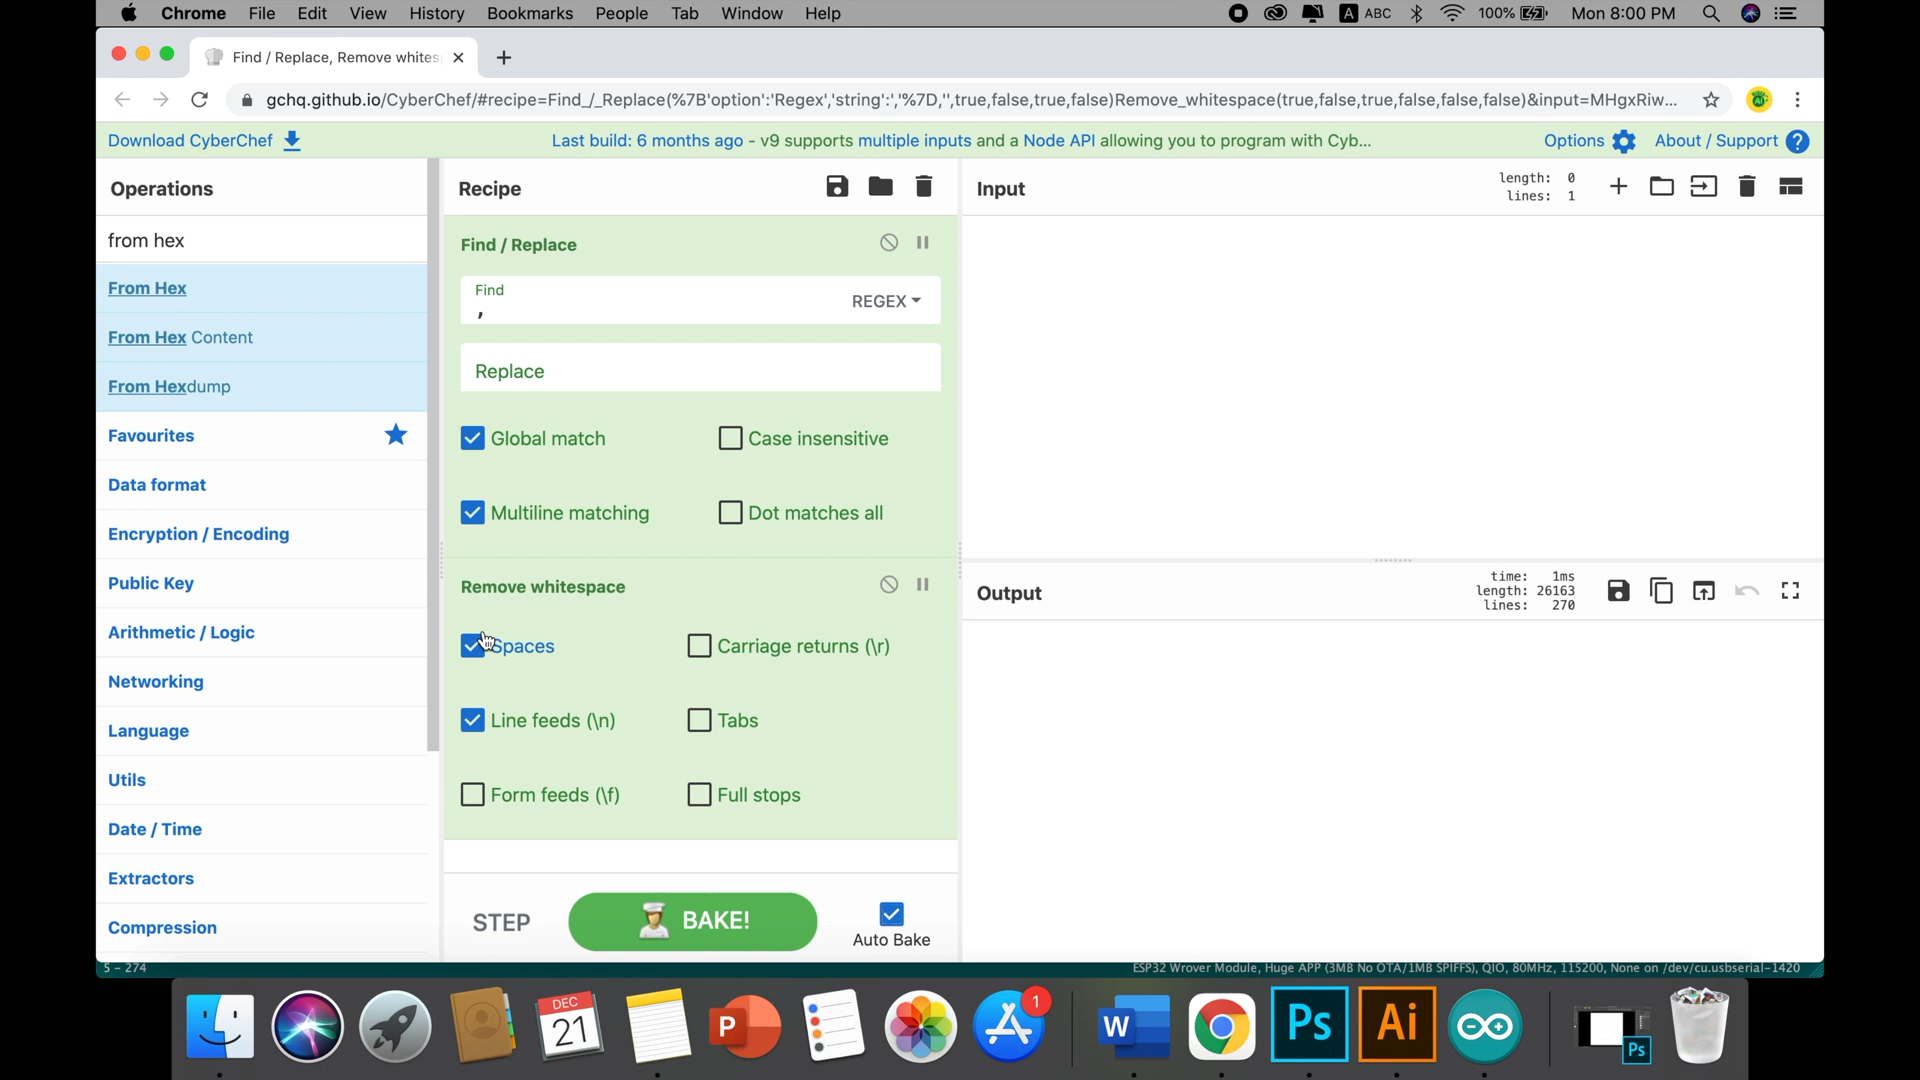 Chrome File Edit View History Bookmarks People Tab Window Help
A ABC 100% Mon 8:00 PM
Find / Replace, Remove whites
gchq.github.io/CyberChef/#recipe=Find_/_Replace(%7B'option':'Regex','string':','%7D,'',true,false,true,false)Remove_whitespace(true,false,true,false,false,false)&input=MHgxRiw...
Download CyberChef
Last build: 6 months ago - v9 supports multiple inputs and a Node API allowing you to program with Cyb...
Options
About / Support ?
Operations
from hex
From Hex
From Hex Content
From Hexdump
Favourites
Data format
Encryption / Encoding
Public Key
Arithmetic / Logic
Networking
Language
Utils
Date / Time
Extractors
Compression
Recipe
Find / Replace
Find
,
REGEX
Replace
Global match
Case insensitive
Multiline matching
Dot matches all
Remove whitespace
Spaces
Carriage returns (\r)
Line feeds (\n)
Tabs
Form feeds (\f)
Full stops
STEP
BAKE!
Auto Bake
Input
length: 0
lines: 1
Output
time: 1ms
length: 26163
lines: 270
5 - 274
ESP32 Wrover Module, Huge APP (3MB No OTA/1MB SPIFFS), QIO, 80MHz, 115200, None on /dev/cu.usbserial-1420
DEC
21
P
1
W
Ps
Ai
Ps